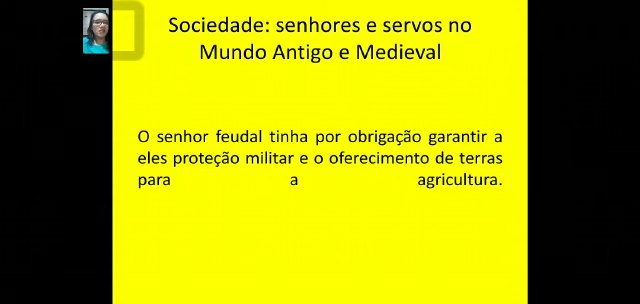 Sociedade: senhores e servos no
Mundo Antigo e Medieval
O senhor feudal tinha por obrigação garantir a
eles proteção militar e o oferecimento de terras
para a agricultura.